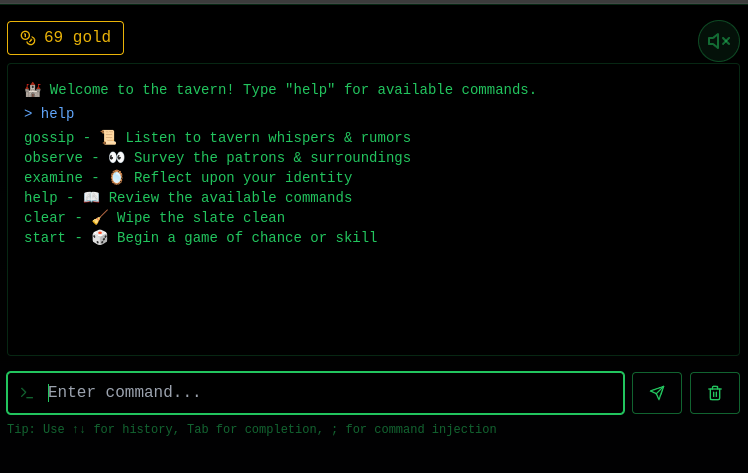 69 gold
🏰 Welcome to the tavern! Type "help" for available commands.
> help
gossip - 📜 Listen to tavern whispers & rumors
observe - 👀 Survey the patrons & surroundings
examine - 🪞 Reflect upon your identity
help - 📖 Review the available commands
clear - 🧹 Wipe the slate clean
start - 🎲 Begin a game of chance or skill
Enter command...
Tip: Use ↑↓ for history, Tab for completion, ; for command injection